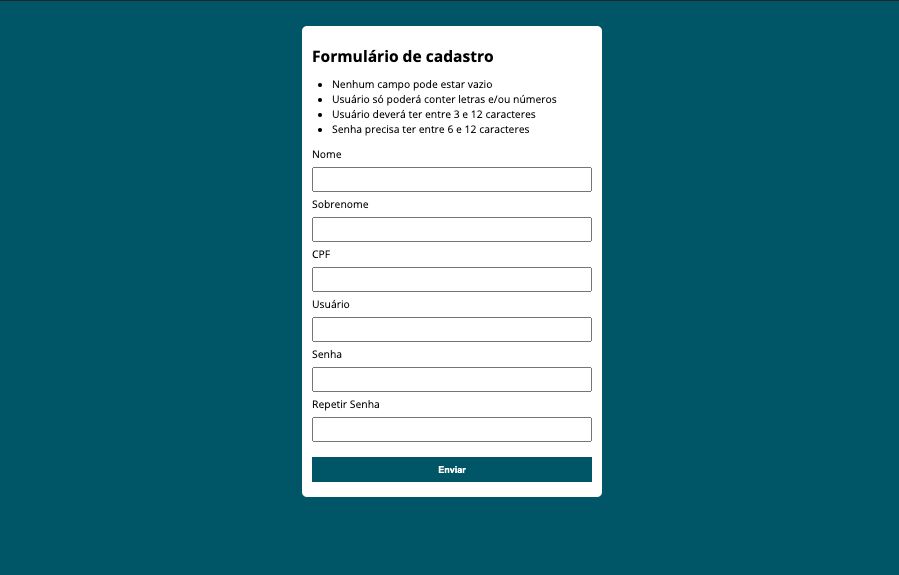 Formulário de cadastro
Nenhum campo pode estar vazio
Usuário só poderá conter letras e/ou números
Usuário deverá ter entre 3 e 12 caracteres
Senha precisa ter entre 6 e 12 caracteres
Nome
Sobrenome
CPF
Usuário
Senha
Repetir Senha
Enviar